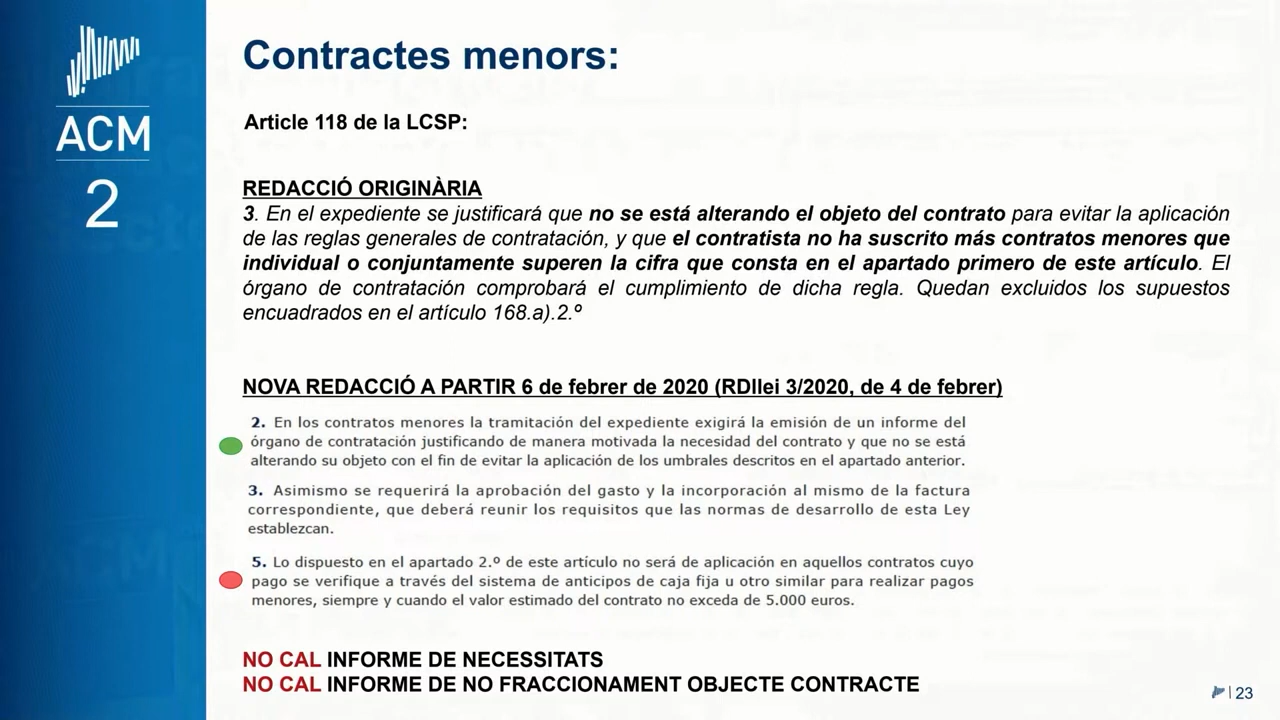 ACM
2
Contractes menors:
Article 118 de la LCSP:
REDACCIÓ ORIGINÀRIA
3. En el expediente se justificará que no se está alterando el objeto del contrato para evitar la aplicación
de las reglas generales de contratación, y que el contratista no ha suscrito más contratos menores que
individual o conjuntamente superen la cifra que consta en el apartado primero de este artículo. El
órgano de contratación comprobará el cumplimiento de dicha regla. Quedan excluidos los supuestos
encuadrados en el artículo 168.a).2.º
NOVA REDACCIÓ A PARTIR 6 de febrer de 2020 (RDllei 3/2020, de 4 de febrer)
2. En los contratos menores la tramitación del expediente exigirá la emisión de un informe del
órgano de contratación justificando de manera motivada la necesidad del contrato y que no se está
alterando su objeto con el fin de evitar la aplicación de los umbrales descritos en el apartado anterior.
3. Asimismo se requerirá la aprobación del gasto y la incorporación al mismo de la factura
correspondiente, que deberá reunir los requisitos que las normas de desarrollo de esta Ley
establezcan.
5. Lo dispuesto en el apartado 2.º de este artículo no será de aplicación en aquellos contratos cuyo
pago se verifique a través del sistema de anticipos de caja fija u otro similar para realizar pagos
menores, siempre y cuando el valor estimado del contrato no exceda de 5.000 euros.
NO CAL INFORME DE NECESSITATS
NO CAL INFORME DE NO FRACCIONAMENT OBJECTE CONTRACTE
23